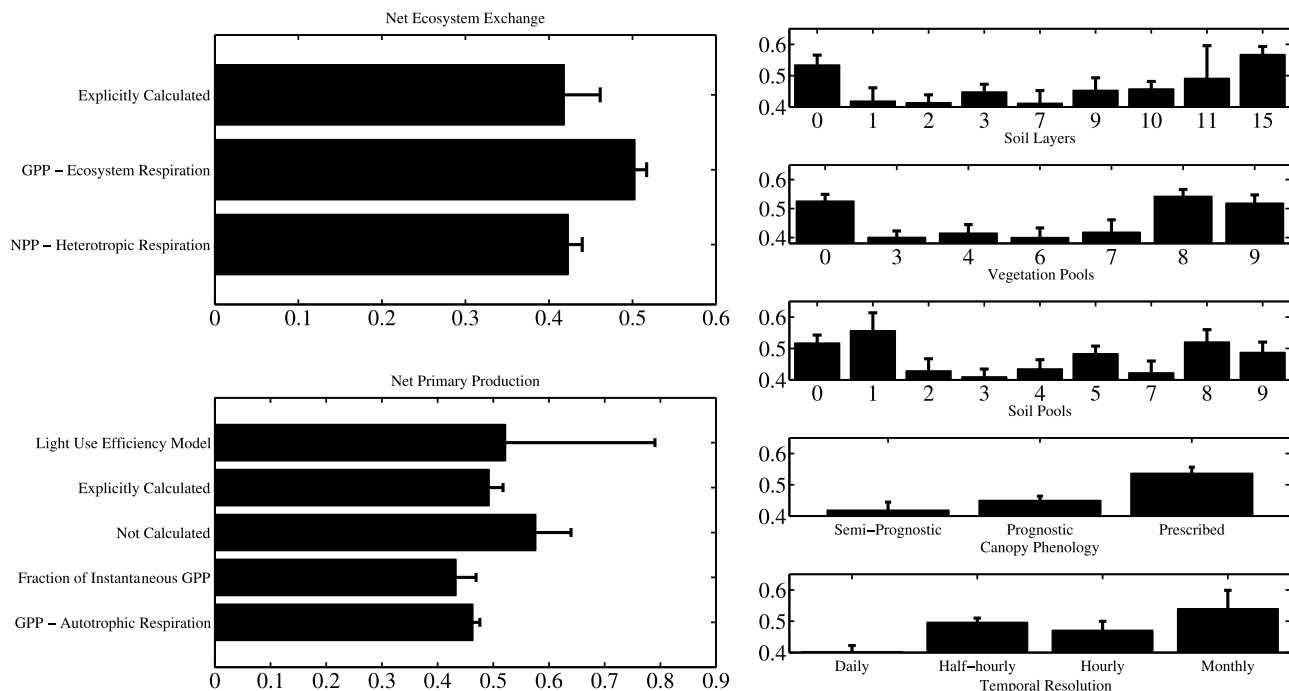 Net Ecosystem Exchange
Explicitly Calculated
GPP − Ecosystem Respiration
NPP − Heterotropic Respiration
0 0.1 0.2 0.3 0.4 0.5 0.6
Net Primary Production
Light Use Efficiency Model
Explicitly Calculated
Not Calculated
Fraction of Instantaneous GPP
GPP − Autotrophic Respiration
0 0.1 0.2 0.3 0.4 0.5 0.6 0.7 0.8 0.9
0.6
0.5
0.4
0 1 2 3 7 9 10 11 15
Soil Layers
0.6
0.5
0.4
0 3 4 6 7 8 9
Vegetation Pools
0.6
0.5
0.4
0 1 2 3 4 5 7 8 9
Soil Pools
0.6
0.5
0.4
Semi−Prognostic Prognostic Prescribed
Canopy Phenology
0.6
0.5
0.4
Daily Half−hourly Hourly Monthly
Temporal Resolution